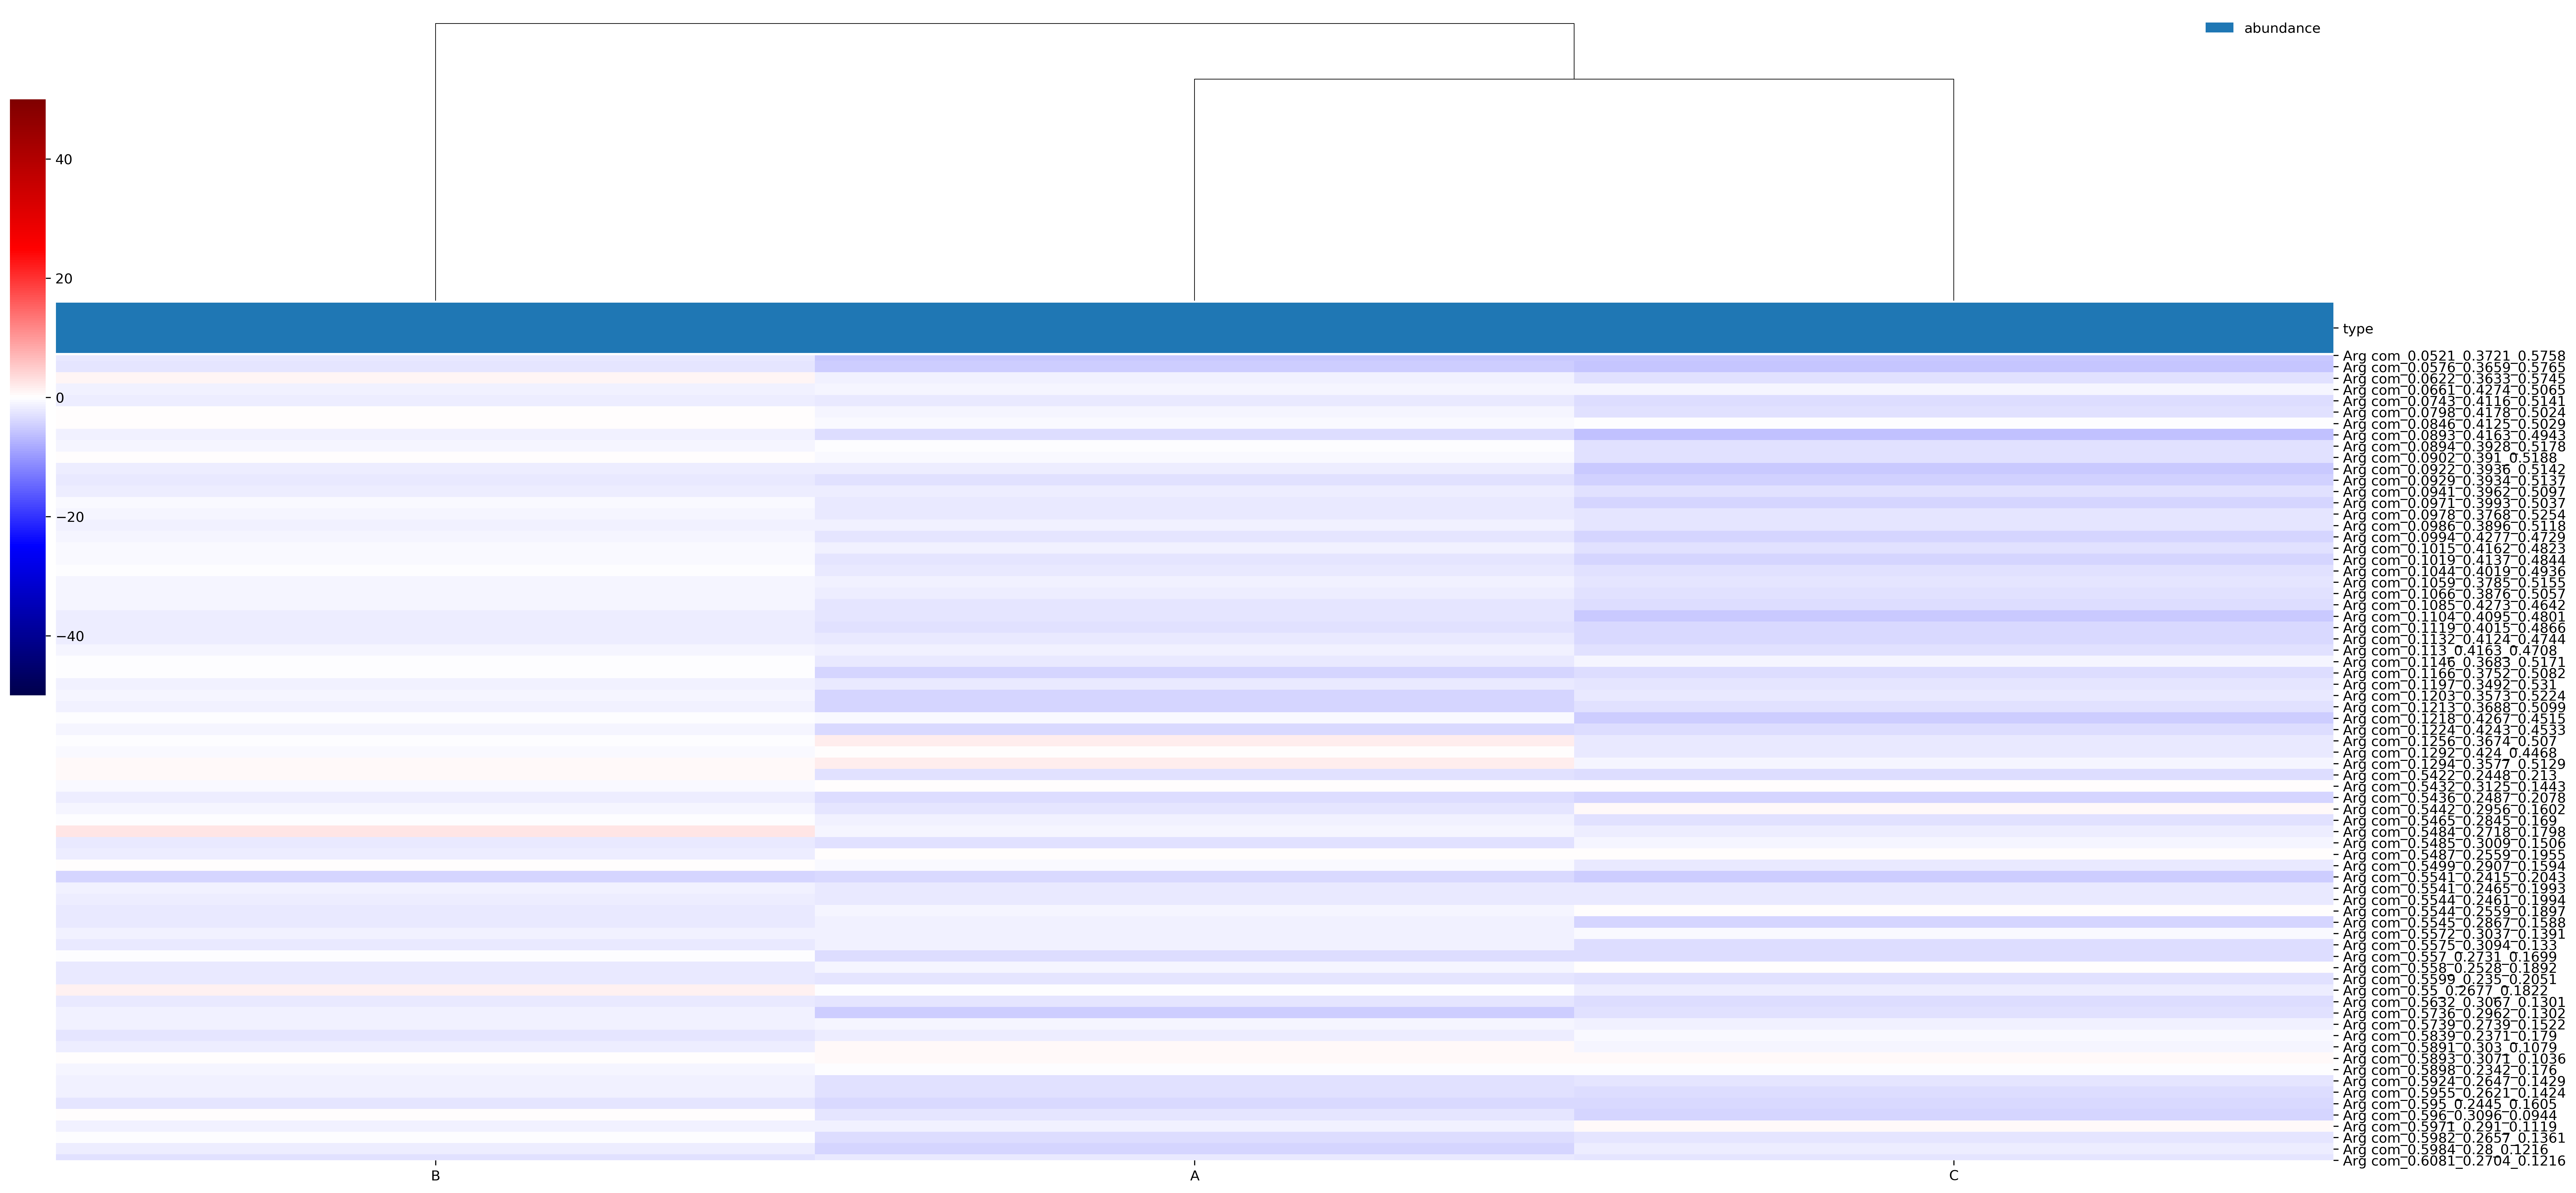 abundance
40
20
0
−20
−40
type
Arg com_0.0521_0.3721_0.5758
Arg com_0.0576_0.3659_0.5765
Arg com_0.0622_0.3633_0.5745
Arg com_0.0661_0.4274_0.5065
Arg com_0.0743_0.4116_0.5141
Arg com_0.0798_0.4178_0.5024
Arg com_0.0846_0.4125_0.5029
Arg com_0.0893_0.4163_0.4943
Arg com_0.0894_0.3928_0.5178
Arg com_0.0902_0.391_0.5188
Arg com_0.0922_0.3936_0.5142
Arg com_0.0929_0.3934_0.5137
Arg com_0.0941_0.3962_0.5097
Arg com_0.0971_0.3993_0.5037
Arg com_0.0978_0.3768_0.5254
Arg com_0.0986_0.3896_0.5118
Arg com_0.0994_0.4277_0.4729
Arg com_0.1015_0.4162_0.4823
Arg com_0.1019_0.4137_0.4844
Arg com_0.1044_0.4019_0.4936
Arg com_0.1059_0.3785_0.5155
Arg com_0.1066_0.3876_0.5057
Arg com_0.1085_0.4273_0.4642
Arg com_0.1104_0.4095_0.4801
Arg com_0.1119_0.4015_0.4866
Arg com_0.1132_0.4124_0.4744
Arg com_0.113_0.4163_0.4708
Arg com_0.1146_0.3683_0.5171
Arg com_0.1166_0.3752_0.5082
Arg com_0.1197_0.3492_0.531
Arg com_0.1203_0.3573_0.5224
Arg com_0.1213_0.3688_0.5099
Arg com_0.1218_0.4267_0.4515
Arg com_0.1224_0.4243_0.4533
Arg com_0.1256_0.3674_0.507
Arg com_0.1292_0.424_0.4468
Arg com_0.1294_0.3577_0.5129
Arg com_0.5422_0.2448_0.213
Arg com_0.5432_0.3125_0.1443
Arg com_0.5436_0.2487_0.2078
Arg com_0.5442_0.2956_0.1602
Arg com_0.5465_0.2845_0.169
Arg com_0.5484_0.2718_0.1798
Arg com_0.5485_0.3009_0.1506
Arg com_0.5487_0.2559_0.1955
Arg com_0.5499_0.2907_0.1594
Arg com_0.5541_0.2415_0.2043
Arg com_0.5541_0.2465_0.1993
Arg com_0.5544_0.2461_0.1994
Arg com_0.5544_0.2559_0.1897
Arg com_0.5545_0.2867_0.1588
Arg com_0.5572_0.3037_0.1391
Arg com_0.5575_0.3094_0.133
Arg com_0.557_0.2731_0.1699
Arg com_0.558_0.2528_0.1892
Arg com_0.5599_0.235_0.2051
Arg com_0.55_0.2677_0.1822
Arg com_0.5632_0.3067_0.1301
Arg com_0.5736_0.2962_0.1302
Arg com_0.5739_0.2739_0.1522
Arg com_0.5839_0.2371_0.179
Arg com_0.5891_0.303_0.1079
Arg com_0.5893_0.3071_0.1036
Arg com_0.5898_0.2342_0.176
Arg com_0.5924_0.2647_0.1429
Arg com_0.5955_0.2621_0.1424
Arg com_0.595_0.2445_0.1605
Arg com_0.596_0.3096_0.0944
Arg com_0.5971_0.291_0.1119
Arg com_0.5982_0.2657_0.1361
Arg com_0.5984_0.28_0.1216
Arg com_0.6081_0.2704_0.1216
B
A
C